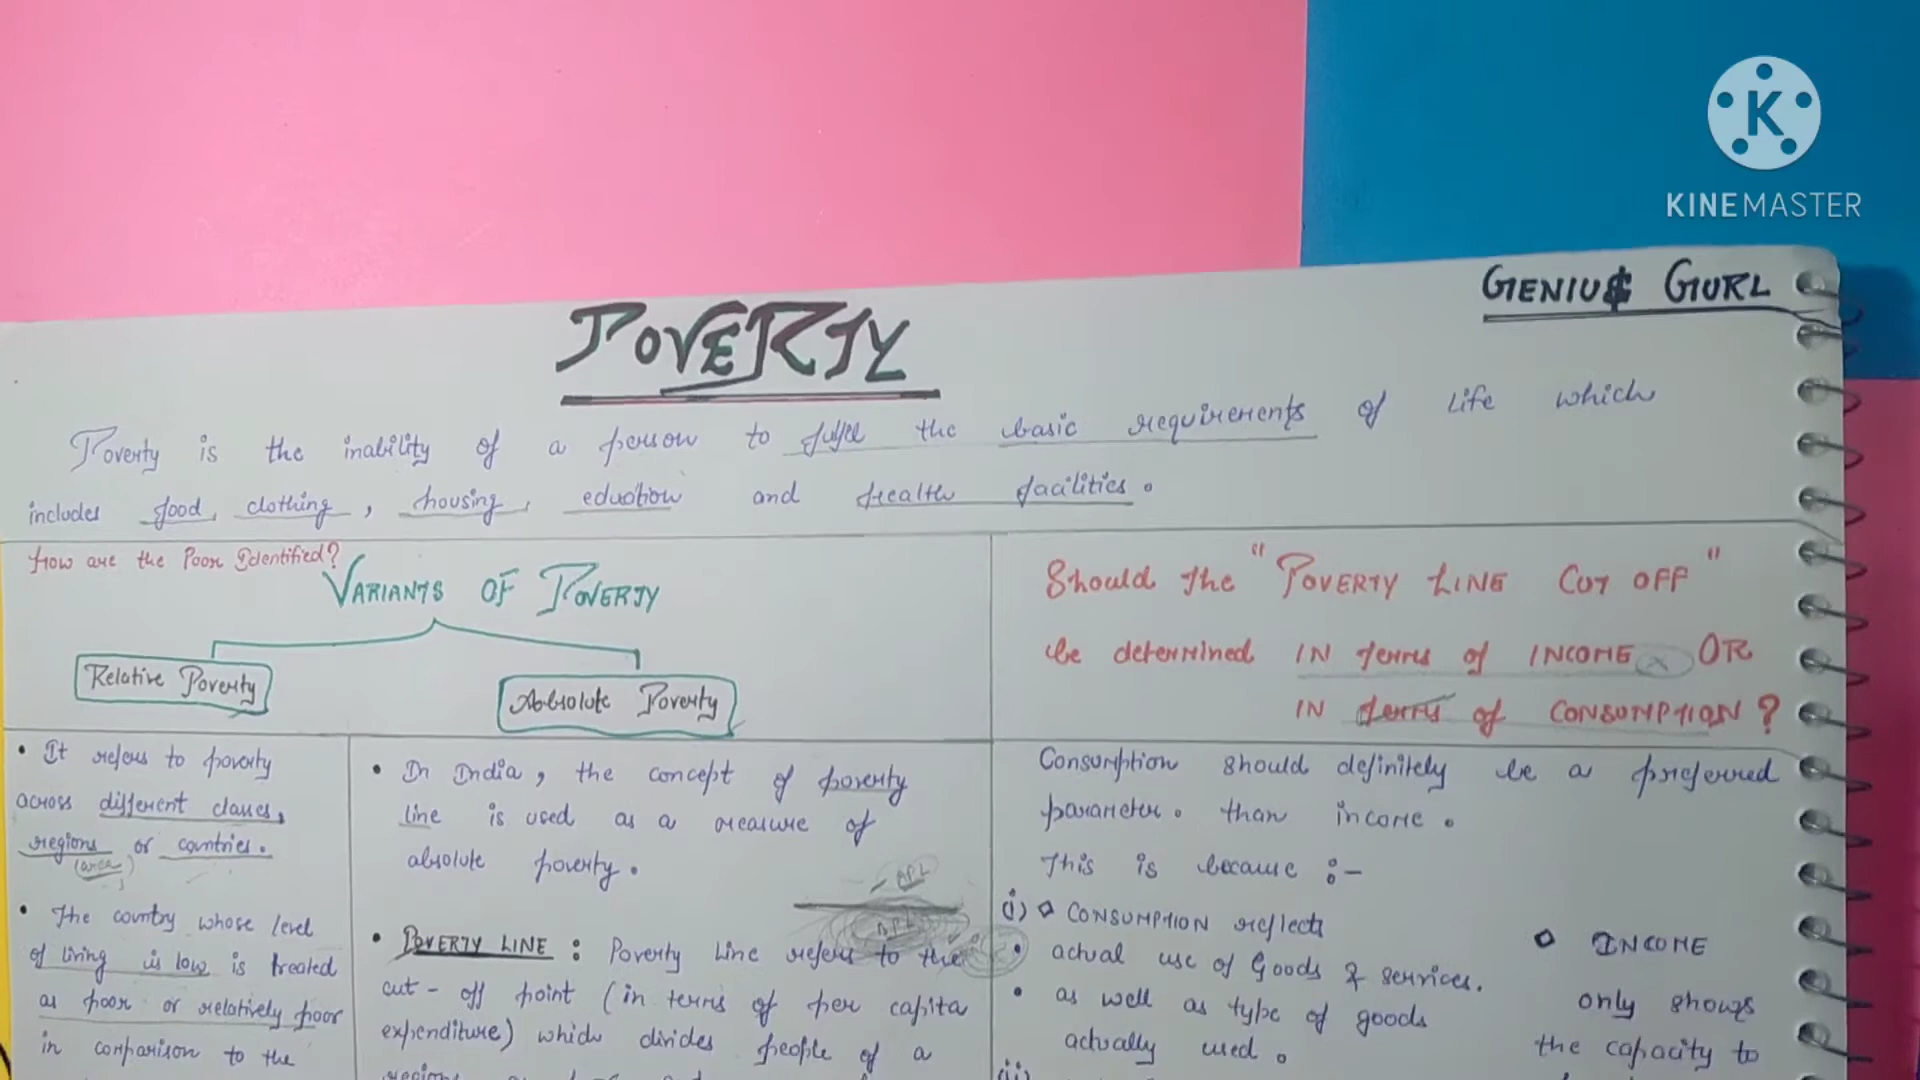 K
KINEMASTER
GENIUS GURL
POVERTY
Poverty is the inability of a person to fulfil the basic requirements of life which
includes food, clothing, housing, eduction and health facilities.
How are the Poor Identified?
VARIANTS OF POVERTY
Relative Poverty
Absolute Poverty
• It refers to poverty
across different classes,
regions or countries.
(area)
• The country whose level
of living is low is treated
as poor or relatively poor
in comparison to the
• In India, the concept of poverty
line is used as a measure of
absolute poverty.
APL
BPL
• POVERTY LINE : Poverty Line refers to the
cut-off point (in terms of per capita
expenditure) which divides people of a
Should the "POVERTY LINE CUT OFF"
be determined IN terms of INCOME OR
IN terms of CONSUMPTION?
Consumption should definitely be a preferred
parameter. than income.
This is because :-
(i) CONSUMPTION reflects
• actual use of Goods & services.
• as well as type of goods
actually used.
(ii)
INCOME
only shows
the capacity to